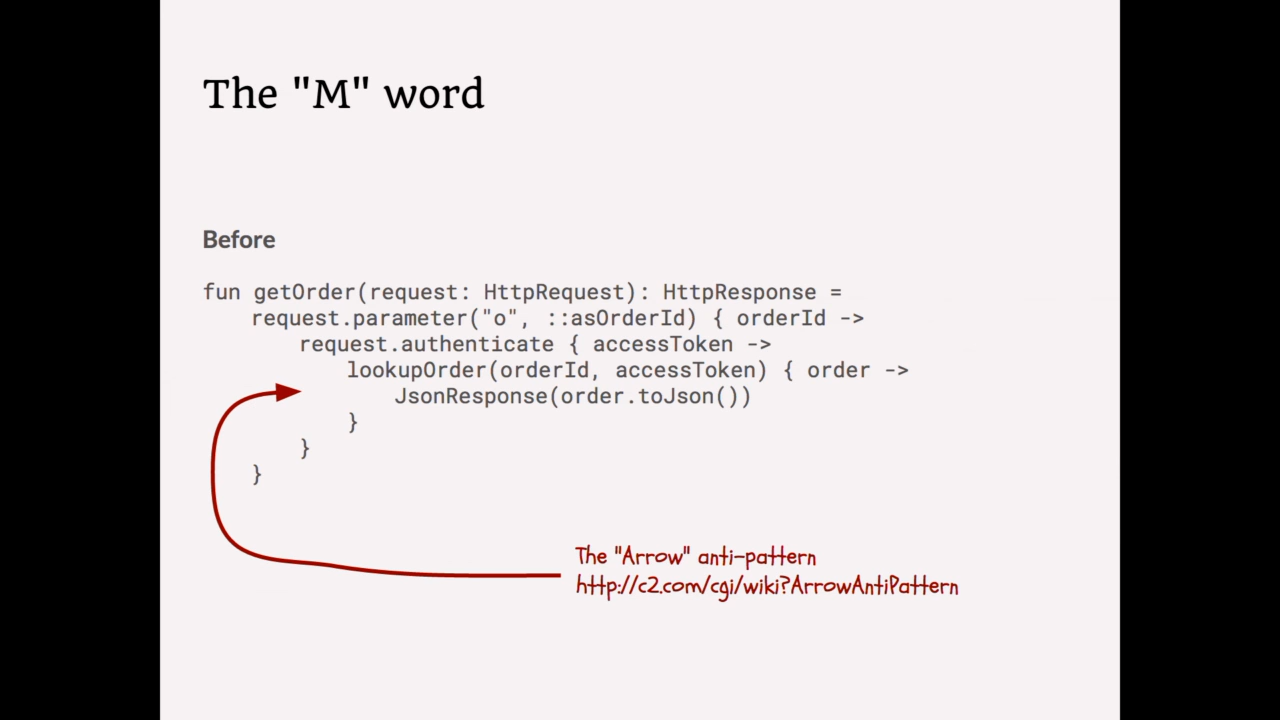 The "M" word
Before
fun getOrder(request: HttpRequest): HttpResponse =
    request.parameter("o", ::asOrderId) { orderId ->
        request.authenticate { accessToken ->
            lookupOrder(orderId, accessToken) { order ->
                JsonResponse(order.toJson())
            }
        }
    }
The "Arrow" anti-pattern
http://c2.com/cgi/wiki?ArrowAntiPattern